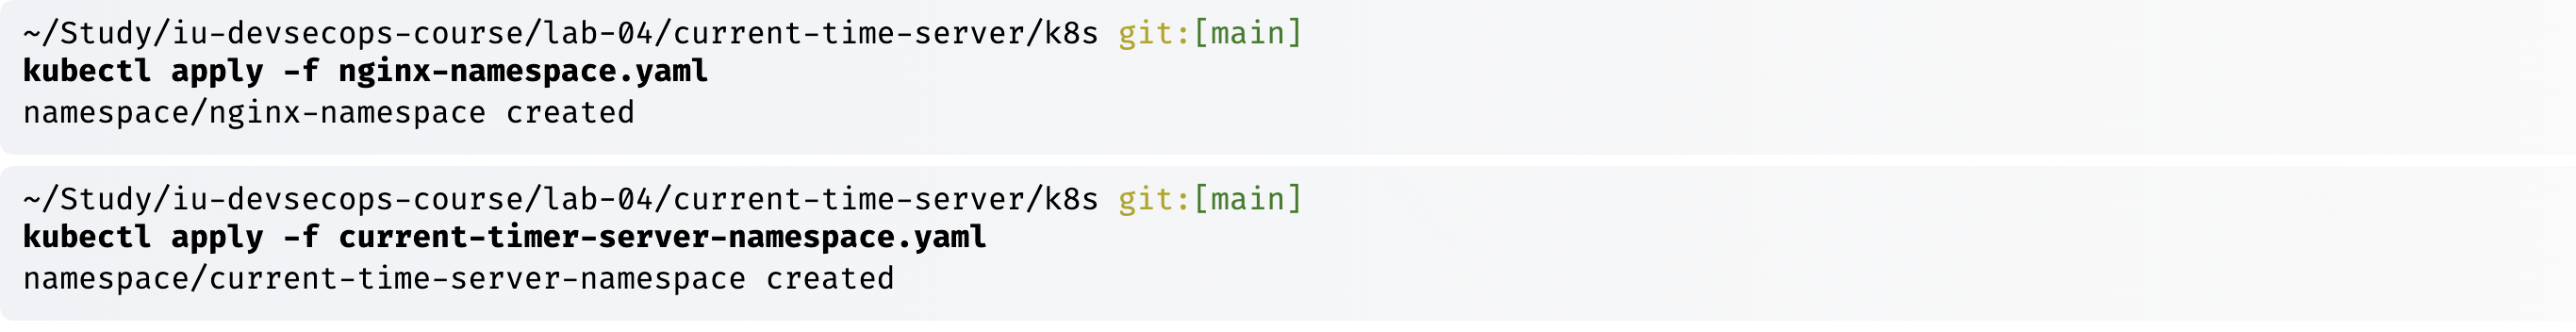 ~/Study/iu-devsecops-course/lab-04/current-time-server/k8s git:[main]
kubectl apply -f nginx-namespace.yaml
namespace/nginx-namespace created
~/Study/iu-devsecops-course/lab-04/current-time-server/k8s git:[main]
kubectl apply -f current-timer-server-namespace.yaml
namespace/current-time-server-namespace created